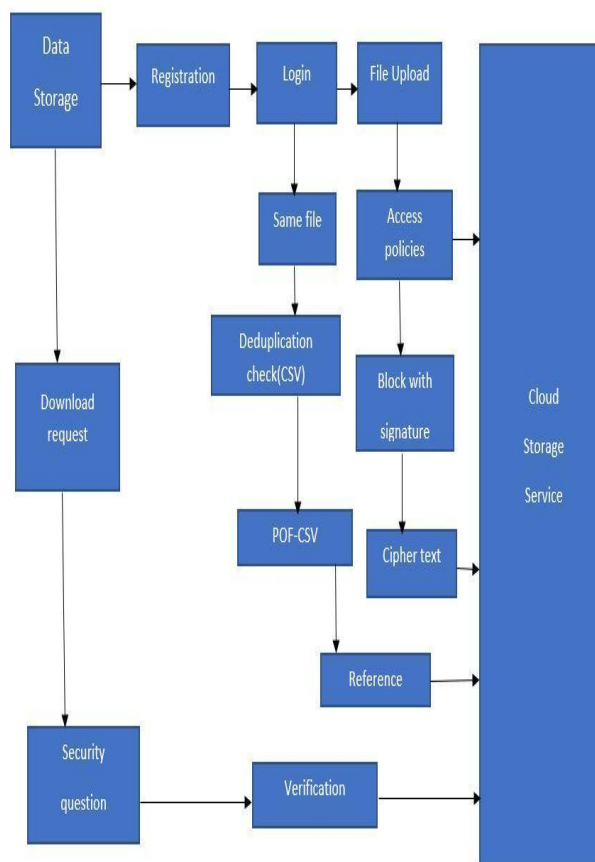 Data
Storage
Registration
Login
File Upload
Same file
Access
policies
Deduplication
check(CSV)
Block with
signature
Download
request
Cloud
Storage
Service
POF-CSV
Cipher text
Reference
Security
question
Verification